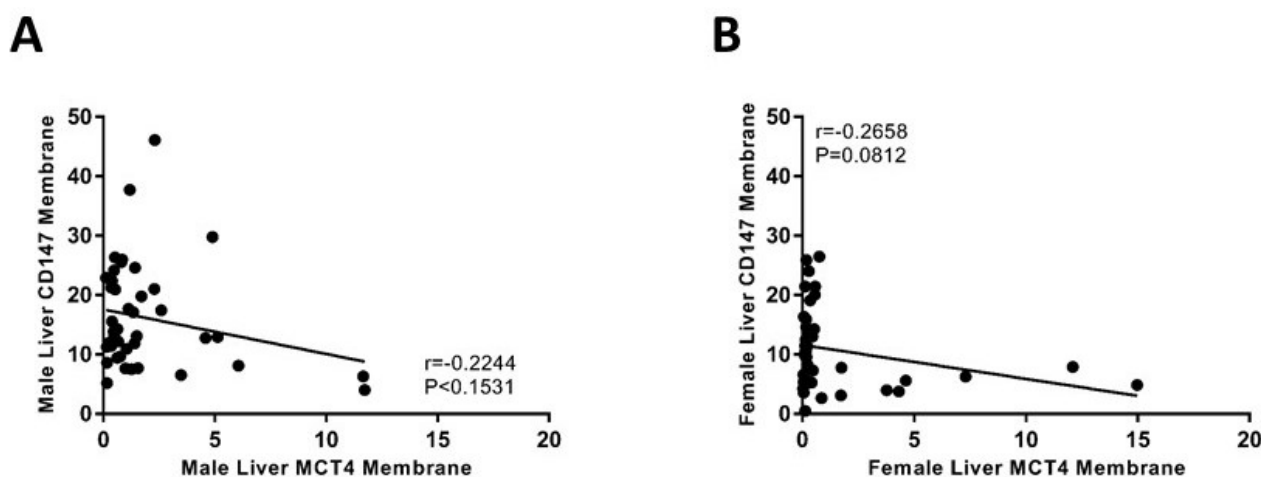 A
Male Liver CD147 Membrane
50
40
30
20
10
0
r=-0.2244
P<0.1531
0 5 10 15 20
Male Liver MCT4 Membrane
B
Female Liver CD147 Membrane
50
40
30
20
10
0
r=-0.2658
P=0.0812
0 5 10 15 20
Female Liver MCT4 Membrane